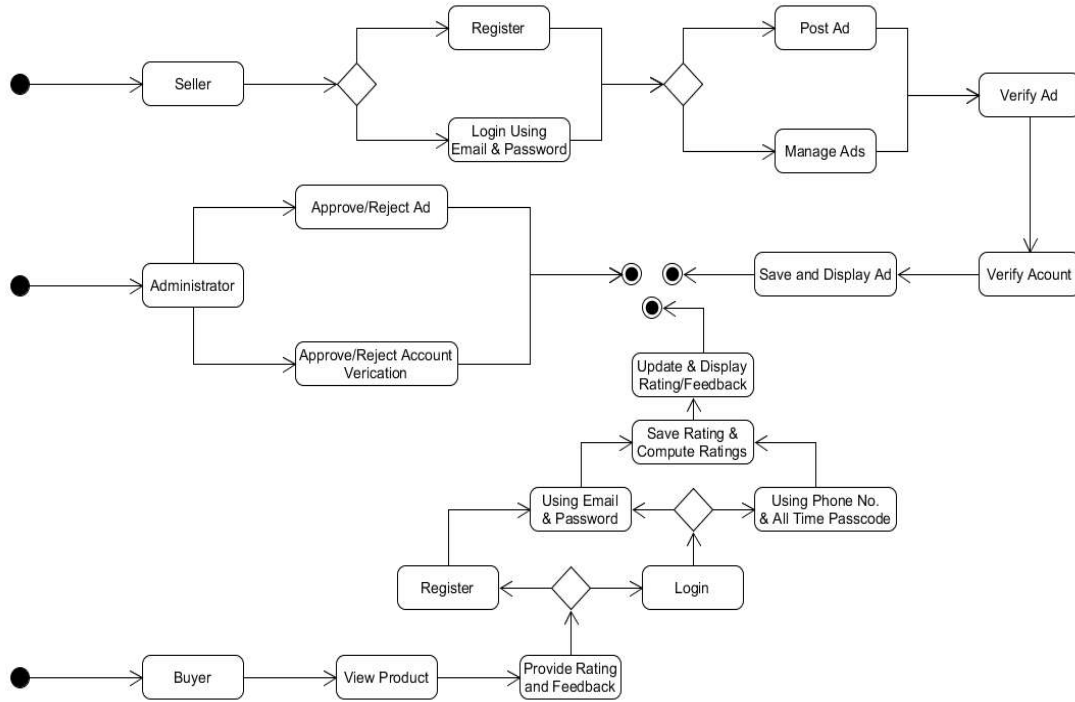 Register
Post Ad
Seller
Verify Ad
Login Using
Email & Password
Manage Ads
Approve/Reject Ad
Administrator
Save and Display Ad
Verify Acount
Approve/Reject Account
Verication
Update & Display
Rating/Feedback
Save Rating &
Compute Ratings
Using Email
& Password
Using Phone No.
& All Time Passcode
Register
Login
Buyer
View Product
Provide Rating
and Feedback